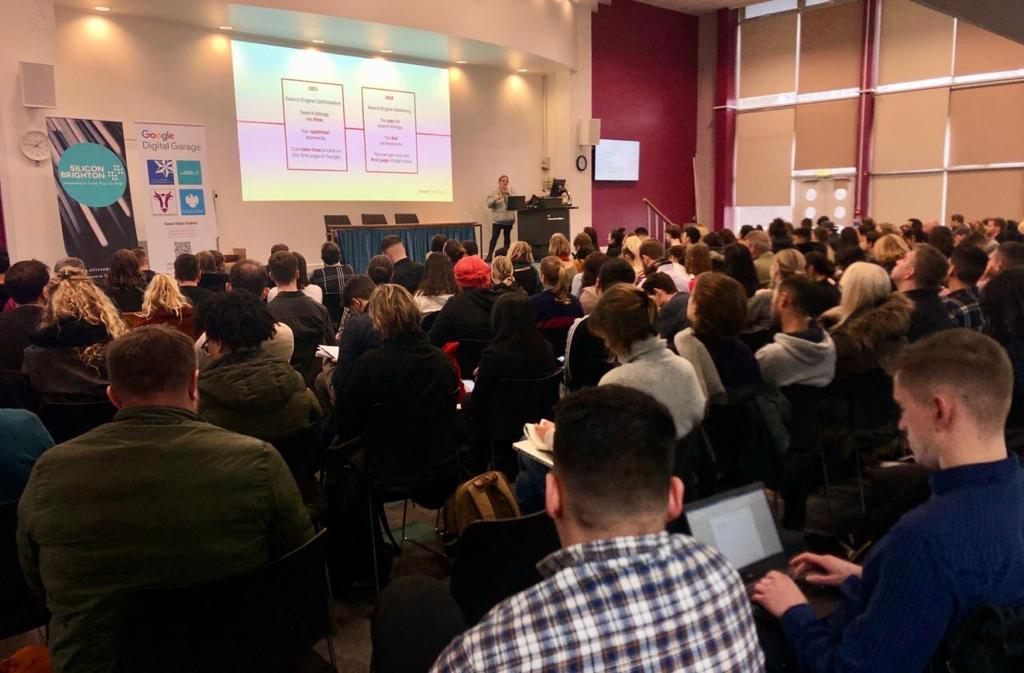 SEO
Search Engine Optimisation
Search listings
are free.
You 'optimise'
keywords.
Can take time to rank on
the first page of Google.
SEM
Search Engine Marketing
You pay for
search listings.
You bid
on keywords.
You can get onto the
first page straight away.
Google
Digital Garage
SILICON
BRIGHTON